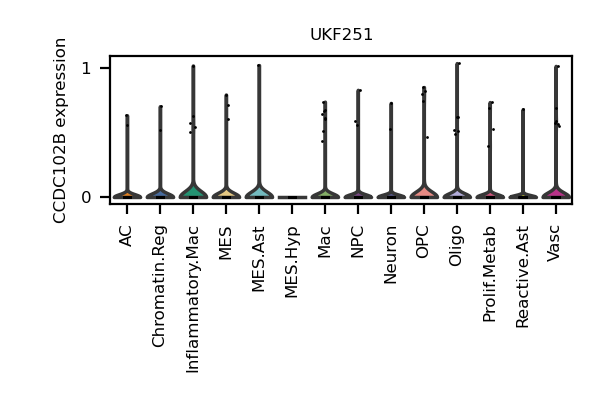 UKF251
CCDC102B expression
1
0
AC
Chromatin.Reg
Inflammatory.Mac
MES
MES.Ast
MES.Hyp
Mac
NPC
Neuron
OPC
Oligo
Prolif.Metab
Reactive.Ast
Vasc